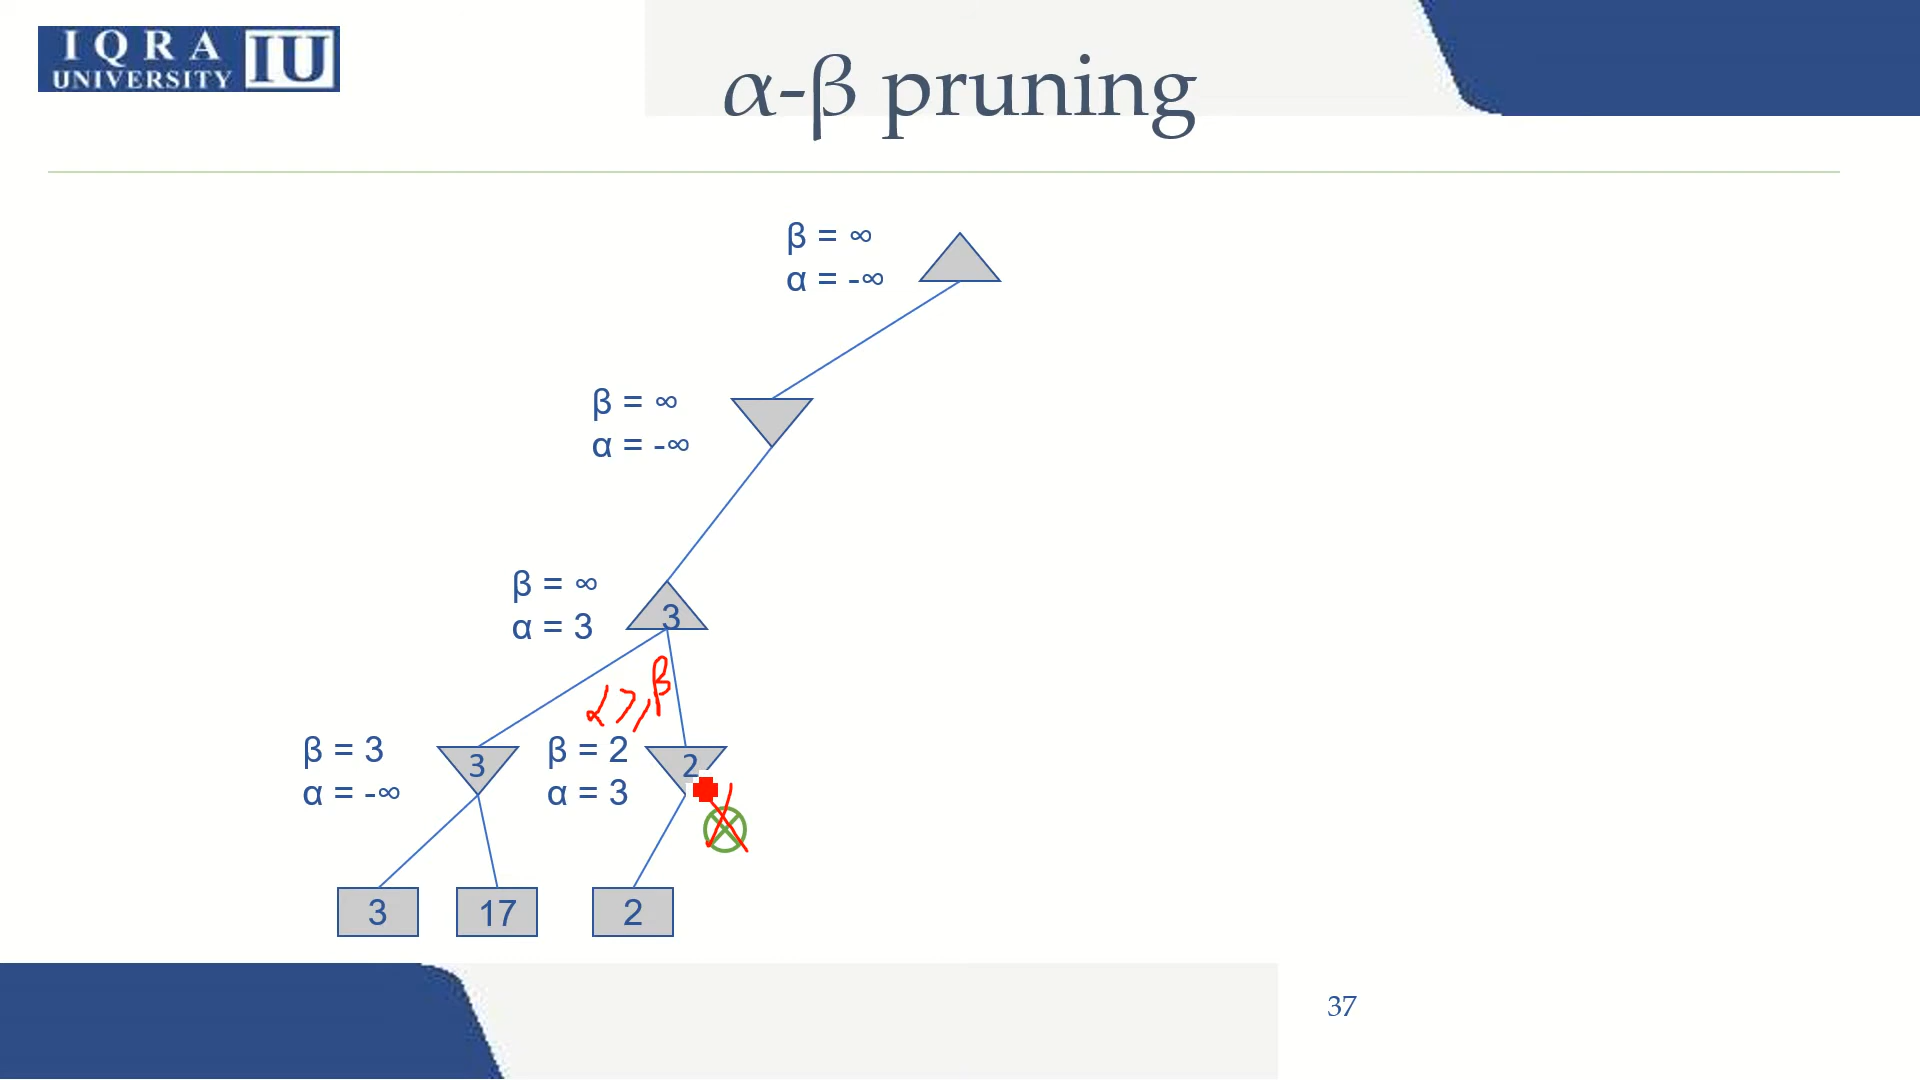 IQRA
UNIVERSITY IU
α-β pruning
β = ∞
α = -∞
β = ∞
α = -∞
β = ∞
α = 3
3
α ≥ β
β = 3
α = -∞
3
β = 2
α = 3
2
3
17
2
37